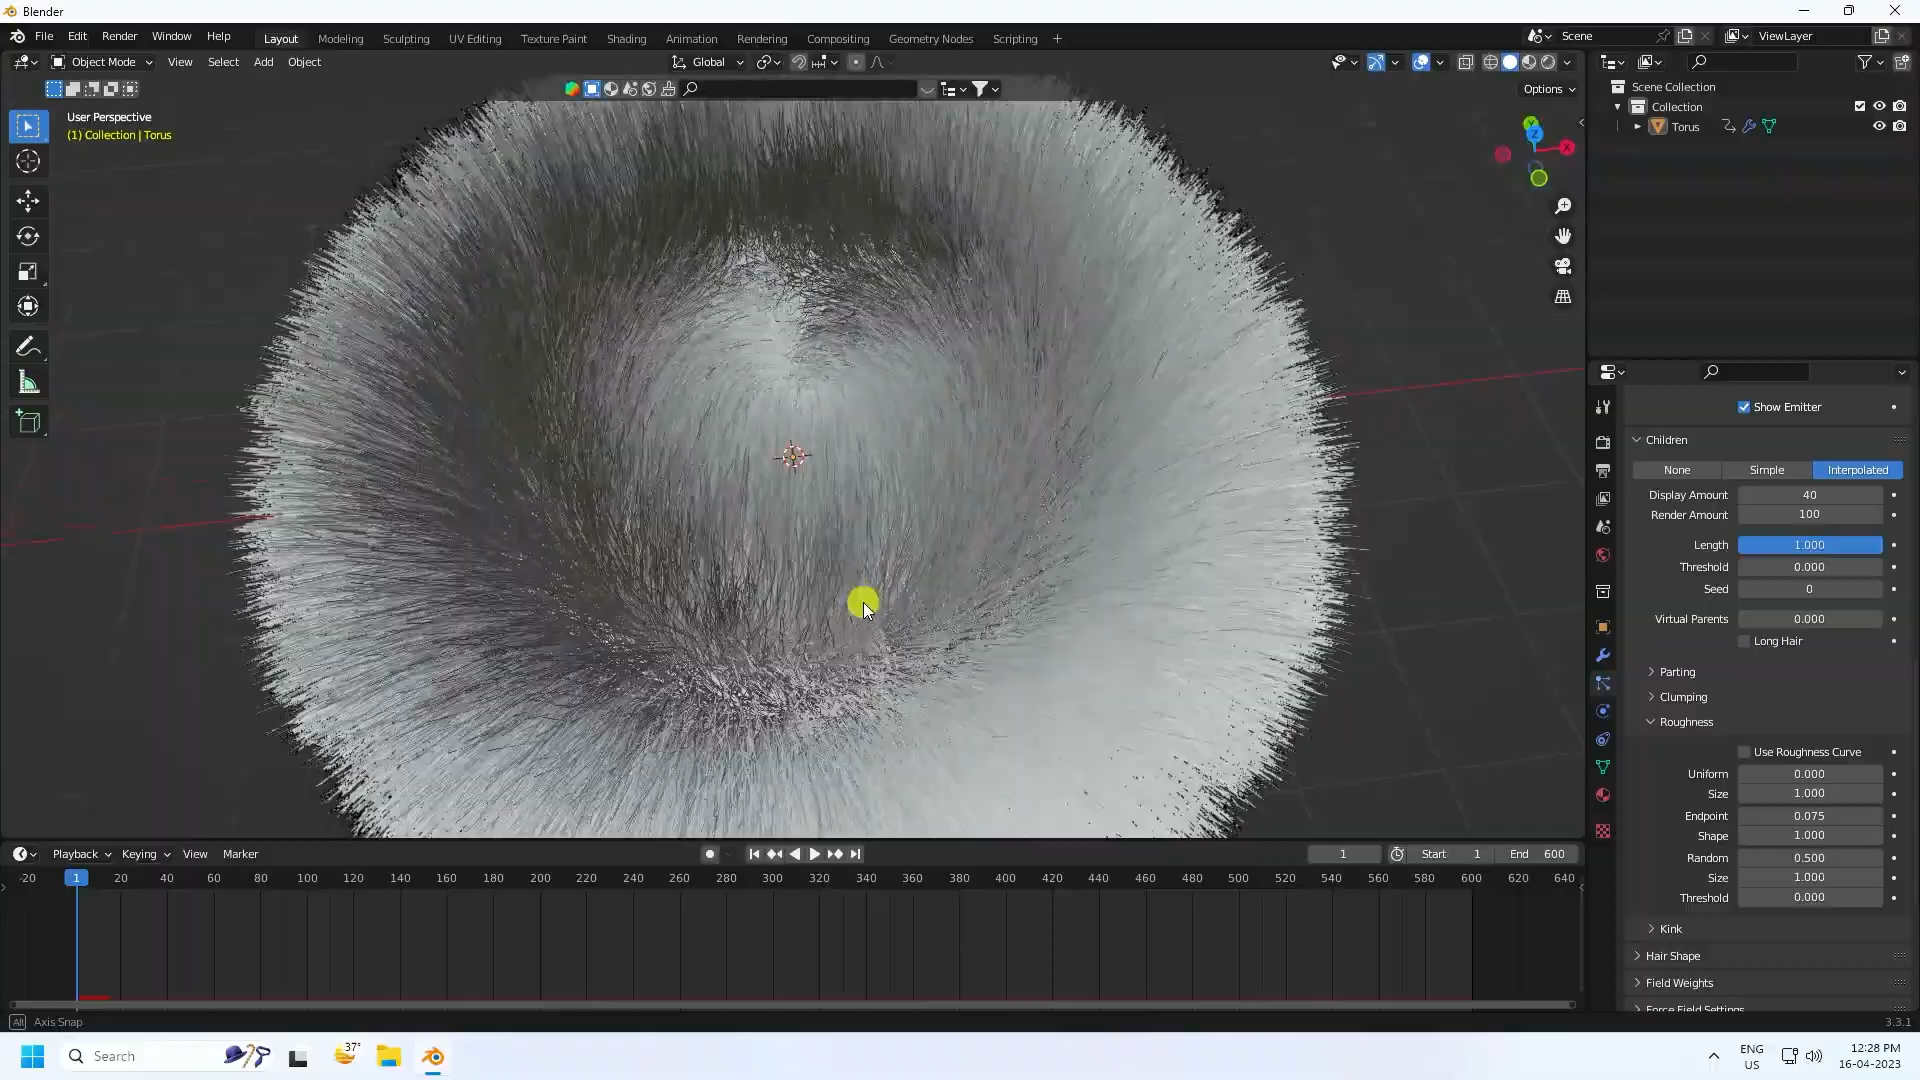 Blender
File Edit Render Window Help
Layout Modeling Sculpting UV Editing Texture Paint Shading Animation Rendering Compositing Geometry Nodes Scripting +
Scene
ViewLayer
Object Mode View Select Add Object
Global
Options
User Perspective
(1) Collection | Torus
Y
Z
X
Scene Collection
Collection
Torus
Show Emitter
Children
None Simple Interpolated
Display Amount 40
Render Amount 100
Length 1.000
Threshold 0.000
Seed 0
Virtual Parents 0.000
Long Hair
Parting
Clumping
Roughness
Use Roughness Curve
Uniform 0.000
Size 1.000
Endpoint 0.075
Shape 1.000
Random 0.500
Size 1.000
Threshold 0.000
Kink
Hair Shape
Field Weights
Force Field Settings
Playback Keying View Marker
1 Start 1 End 600
-20 1 20 40 60 80 100 120 140 160 180 200 220 240 260 280 300 320 340 360 380 400 420 440 460 480 500 520 540 560 580 600 620 640
Alt Axis Snap
3.3.1
Search
37°
ENG
US
12:28 PM
16-04-2023